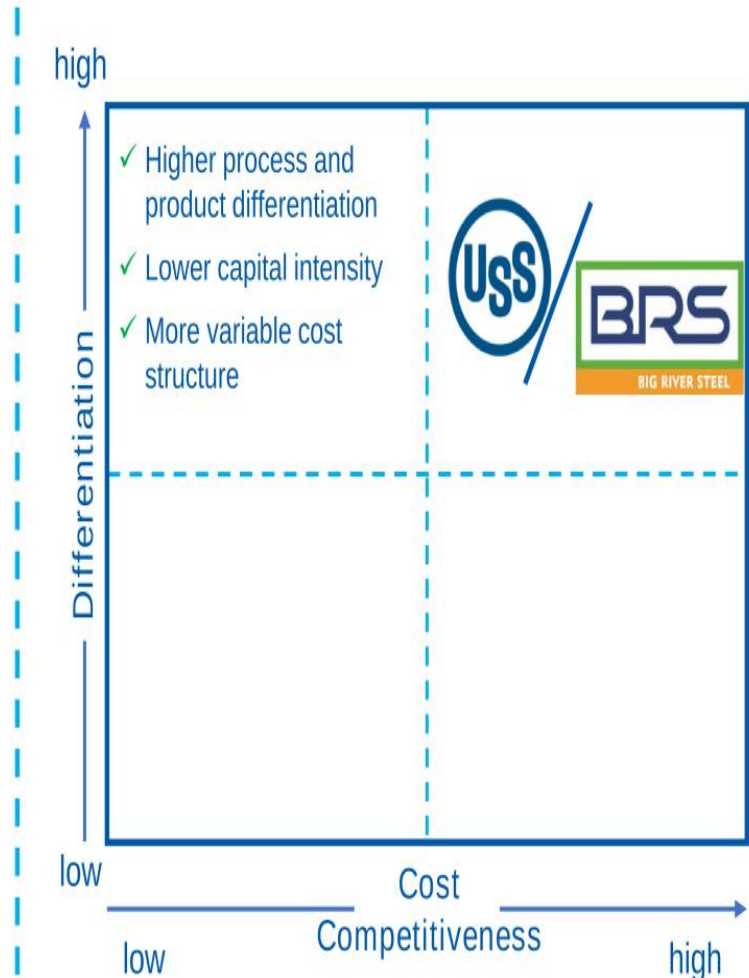 high
✓ Higher process and
product differentiation
✓ Lower capital intensity
✓ More variable cost
structure
USS
BRS
BIG RIVER STEEL
Differentiation
low
Cost
Competitiveness
low
high